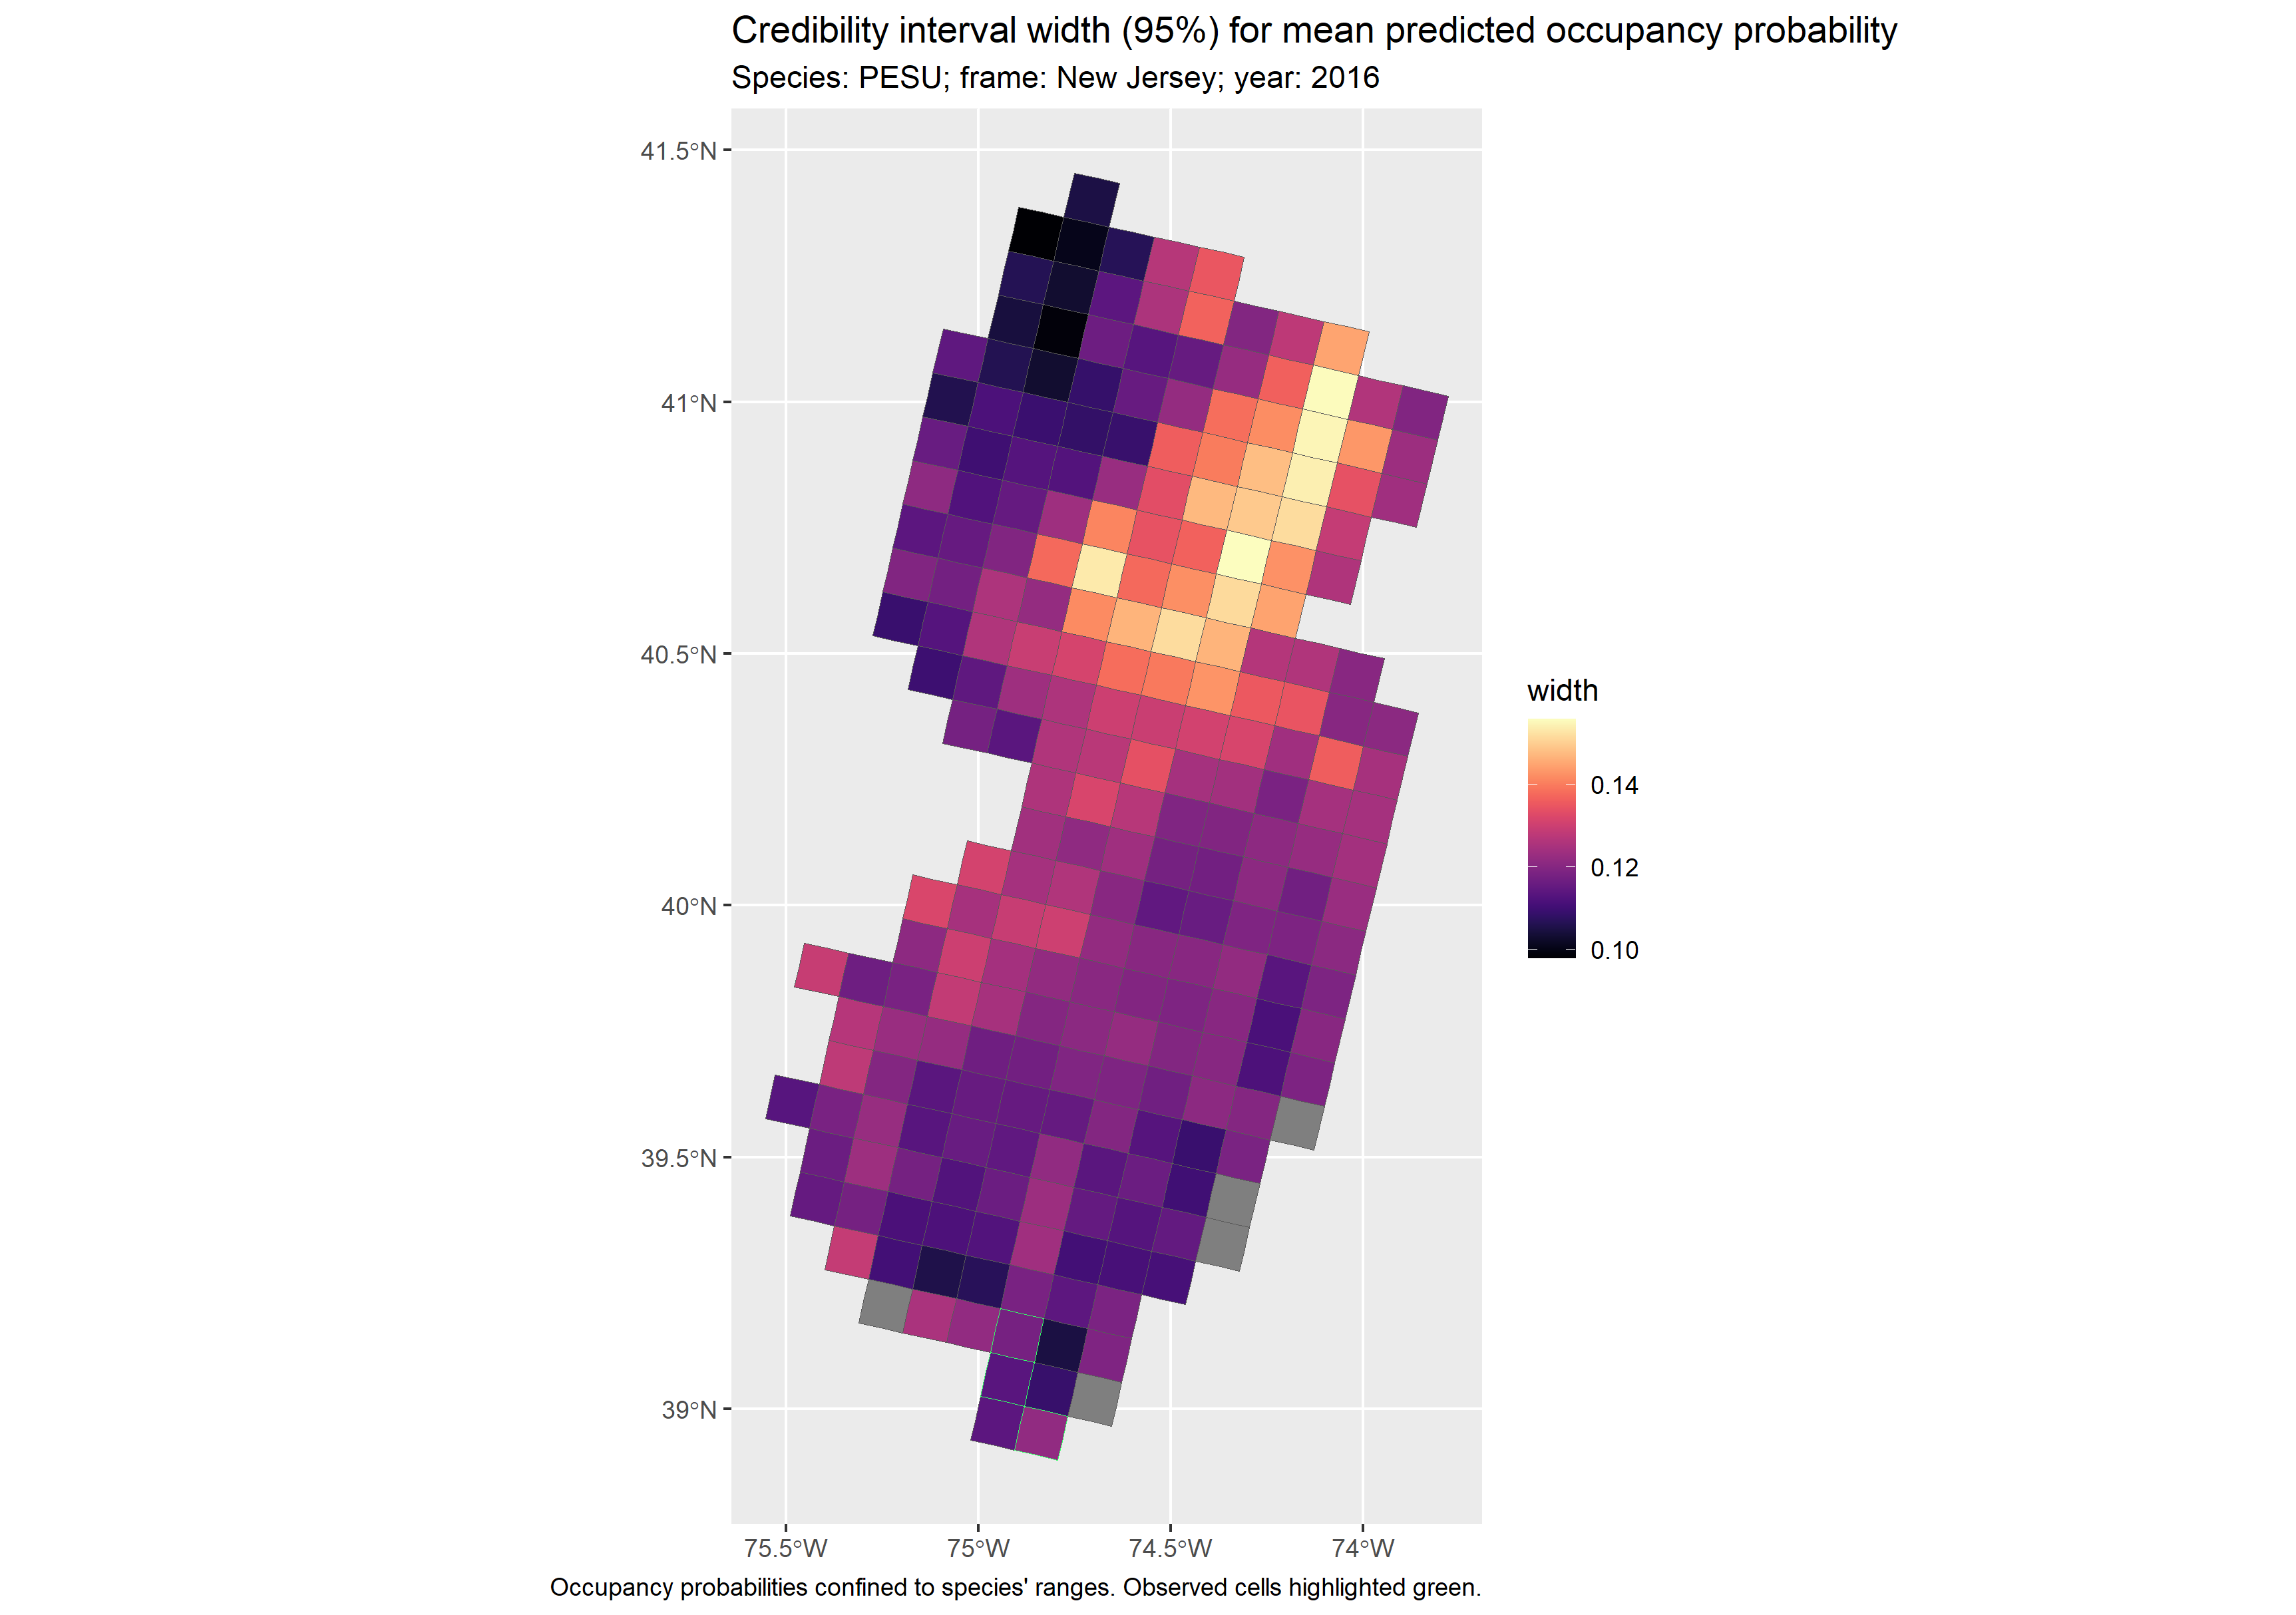 Credibility interval width (95%) for mean predicted occupancy probability
Species: PESU; frame: New Jersey; year: 2016
41.5°N
41°N
40.5°N
40°N
39.5°N
39°N
75.5°W
75°W
74.5°W
74°W
width
0.14
0.12
0.10
Occupancy probabilities confined to species' ranges. Observed cells highlighted green.